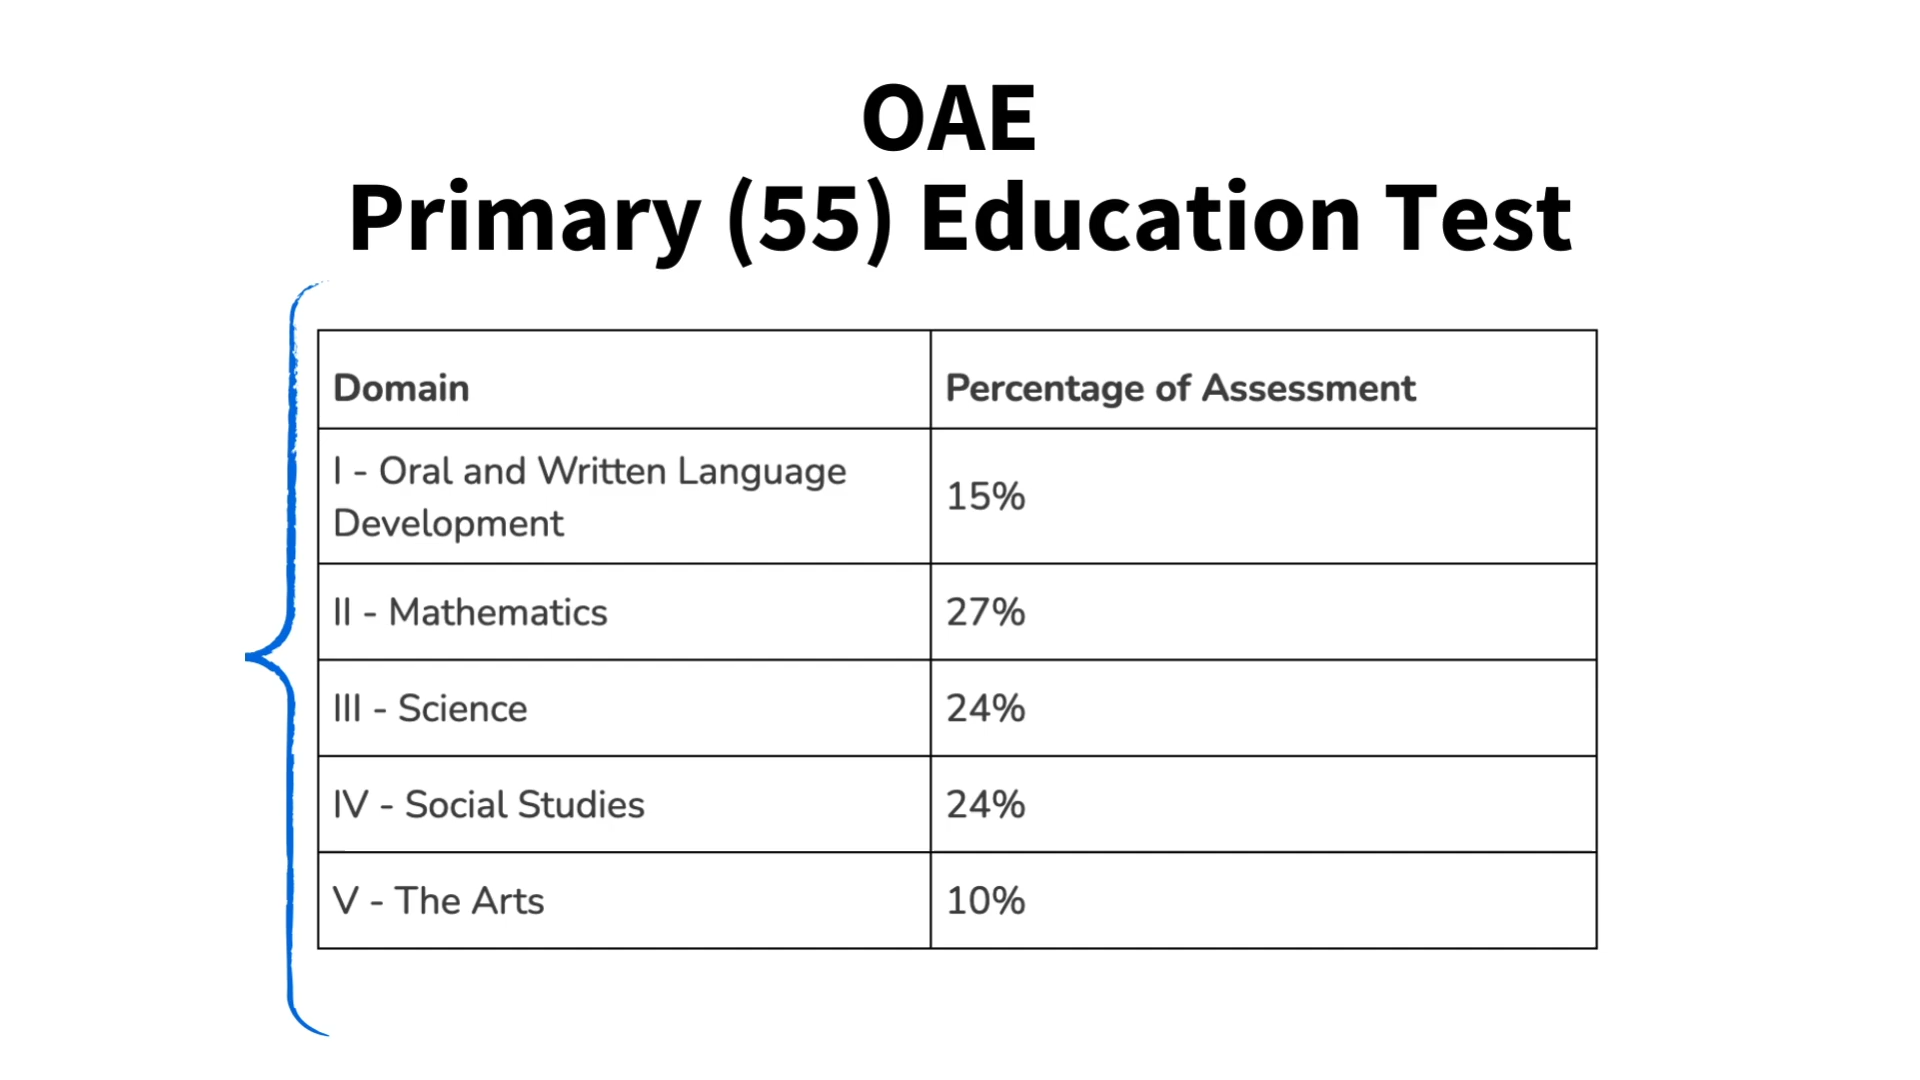 OAE
Primary (55) Education Test
Domain
Percentage of Assessment
I - Oral and Written Language
Development
15%
II - Mathematics
27%
III - Science
24%
IV - Social Studies
24%
V - The Arts
10%